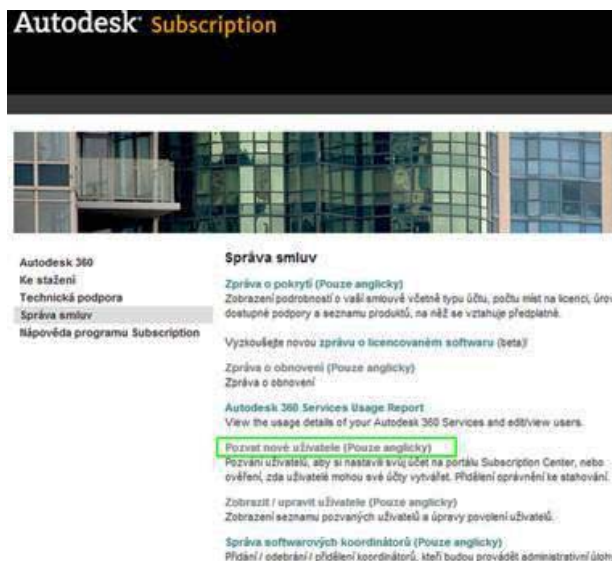 Autodesk Subscription
Autodesk 360
Ke stažení
Technická podpora
Správa smluv
Nápověda programu Subscription
Správa smluv
Zpráva o pokrytí (Pouze anglicky)
Zobrazení podrobností o vaší smlouvě včetně typu účtu, počtu míst na licenci, úrov
dostupné podpory a seznamu produktů, na něž se vztahuje předplatné.
Vyzkoušejte novou zprávu o licencovaném softwaru (beta)!
Zpráva o obnovení (Pouze anglicky)
Zpráva o obnovení
Autodesk 360 Services Usage Report
View the usage details of your Autodesk 360 Services and edit/view users.
Pozvat nové uživatele (Pouze anglicky)
Pozvání uživatelů, aby si nastavili svůj účet na portálu Subscription Center, nebo
ověření, zda uživatelé mohou své účty vytvářet. Přidělení oprávnění ke stahování.
Zobrazit / upravit uživatele (Pouze anglicky)
Zobrazení seznamu pozvaných uživatelů a úpravy povolení uživatelů.
Správa softwarových koordinátorů (Pouze anglicky)
Přidání / odebrání / přidělení koordinátorů, kteří budou provádět administrativní úloh